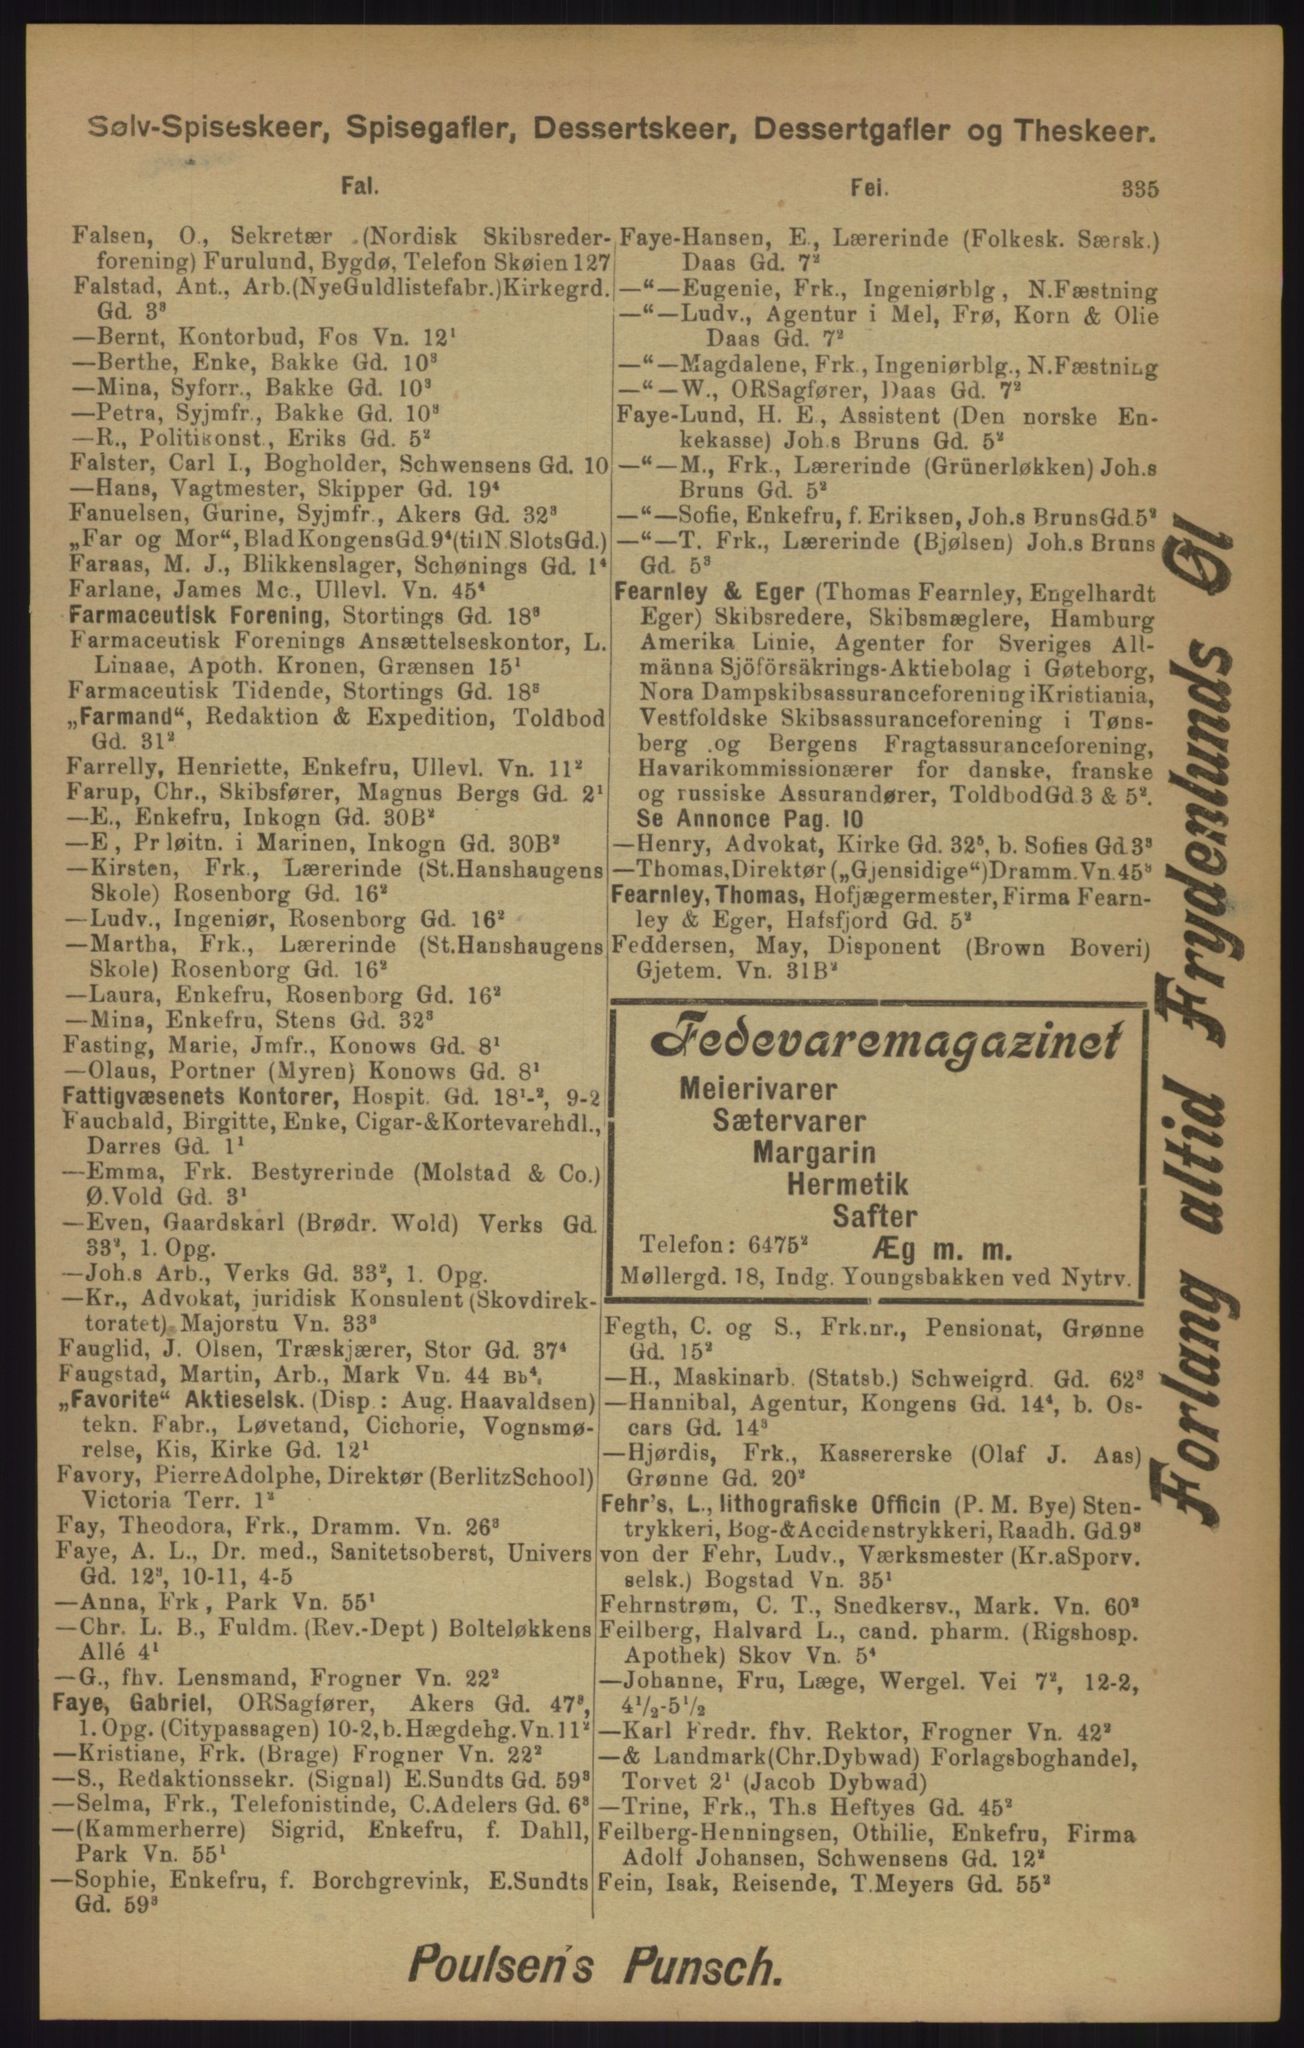 Sølv-Spiseskeer, Spisegafler, Dessertskeer, Dessertgafler og Theskeer.
Fal.
Fei.
335
Falsen, O., Sekretær (Nordisk Skibsreder-
forening) Furulund, Bygdø, Telefon Skøien 127
Falstad, Ant., Arb.(NyeGuldlistefabr.)Kirkegrd.
Gd. 3³
—Bernt, Kontorbud, Fos Vn. 12¹
—Berthe, Enke, Bakke Gd. 10³
—Mina, Syforr., Bakke Gd. 10³
—Petra, Syjmfr., Bakke Gd. 10³
—R., Politikonst., Eriks Gd. 5²
Falster, Carl I., Bogholder, Schwensens Gd. 10
—Hans, Vagtmester, Skipper Gd. 19⁴
Fanuelsen, Gurine, Syjmfr., Akers Gd. 32³
„Far og Mor“, BladKongensGd.9⁴(tilN.SlotsGd.)
Faraas, M. J., Blikkenslager, Schønings Gd. 1⁴
Farlane, James Mc., Ullevl. Vn. 45⁴
Farmaceutisk Forening, Stortings Gd. 18³
Farmaceutisk Forenings Ansættelseskontor, L.
Linaae, Apoth. Kronen, Grænsen 15¹
Farmaceutisk Tidende, Stortings Gd. 18³
„Farmand“, Redaktion & Expedition, Toldbod
Gd. 31²
Farrelly, Henriette, Enkefru, Ullevl. Vn. 11²
Farup, Chr., Skibsfører, Magnus Bergs Gd. 2¹
—E., Enkefru, Inkogn Gd. 30B²
—E, Pr løitn. i Marinen, Inkogn Gd. 30B²
—Kirsten, Frk., Lærerinde (St.Hanshaugens
Skole) Rosenborg Gd. 16²
—Ludv., Ingeniør, Rosenborg Gd. 16²
—Martha, Frk., Lærerinde (St.Hanshaugens
Skole) Rosenborg Gd. 16²
—Laura, Enkefru, Rosenborg Gd. 16²
—Mina, Enkefru, Stens Gd. 32³
Fasting, Marie, Jmfr., Konows Gd. 8¹
—Olaus, Portner (Myren) Konows Gd. 8¹
Fattigvæsenets Kontorer, Hospit. Gd. 18¹-², 9-2
Fauchald, Birgitte, Enke, Cigar-&Kortevarehdl.,
Darres Gd. 1¹
—Emma, Frk. Bestyrerinde (Molstad & Co.)
Ø.Vold Gd. 3¹
—Even, Gaardskarl (Brødr. Wold) Verks Gd.
33², 1. Opg.
—Joh.s Arb., Verks Gd. 33², 1. Opg.
—Kr., Advokat, juridisk Konsulent (Skovdirek-
toratet) Majorstu Vn. 33³
Fauglid, J. Olsen, Træskjærer, Stor Gd. 37⁴
Faugstad, Martin, Arb., Mark Vn. 44 Bb⁴,
„Favorite“ Aktieselsk. (Disp : Aug. Haavaldsen)
tekn. Fabr., Løvetand, Cichorie, Vognsmø-
relse, Kis, Kirke Gd. 12¹
Favory, PierreAdolphe, Direktør (BerlitzSchool)
Victoria Terr. 1²
Fay, Theodora, Frk., Dramm. Vn. 26³
Faye, A. L., Dr. med., Sanitetsoberst, Univers
Gd. 12³, 10-11, 4-5
—Anna, Frk, Park Vn. 55¹
—Chr. L. B., Fuldm. (Rev.-Dept) Bolteløkkens
Allé 4¹
—G., fhv. Lensmand, Frogner Vn. 22²
Faye, Gabriel, ORSagfører, Akers Gd. 47³,
1. Opg. (Citypassagen) 10-2, b. Hægdehg. Vn. 11²
—Kristiane, Frk. (Brage) Frogner Vn. 22²
—S., Redaktionssekr. (Signal) E.Sundts Gd. 59³
—Selma, Frk., Telefonistinde, C.Adelers Gd. 6³
—(Kammerherre) Sigrid, Enkefru, f. Dahll,
Park Vn. 55¹
—Sophie, Enkefru, f. Borchgrevink, E.Sundts
Gd. 59³
Faye-Hansen, E., Lærerinde (Folkesk. Særsk.)
Daas Gd. 7²
—“—Eugenie, Frk., Ingeniørblg, N.Fæstning
—“—Ludv., Agentur i Mel, Frø, Korn & Olie
Daas Gd. 7²
—“—Magdalene, Frk., Ingeniørblg., N.Fæstning
—“—W., ORSagfører, Daas Gd. 7²
Faye-Lund, H. E., Assistent (Den norske En-
kekasse) Joh.s Bruns Gd. 5²
—“—M., Frk., Lærerinde (Grünerløkken) Joh.s
Bruns Gd. 5²
—“—Sofie, Enkefru, f. Eriksen, Joh.s BrunsGd.5²
—“—T. Frk., Lærerinde (Bjølsen) Joh.s Bruns
Gd. 5³
Fearnley & Eger (Thomas Fearnley, Engelhardt
Eger) Skibsredere, Skibsmæglere, Hamburg
Amerika Linie, Agenter for Sveriges All-
männa Sjöförsäkrings-Aktiebolag i Gøteborg,
Nora Dampskibsassuranceforening i Kristiania,
Vestfoldske Skibsassuranceforening i Tøns-
berg og Bergens Fragtassuranceforening,
Havarikommissionærer for danske, franske
og russiske Assurandører, ToldbodGd.3 & 5².
Se Annonce Pag. 10
—Henry, Advokat, Kirke Gd. 32⁵, b. Sofies Gd.3³
—Thomas, Direktør („Gjensidige“) Dramm.Vn.45³
Fearnley, Thomas, Hofjægermester, Firma Fearn-
ley & Eger, Hafsfjord Gd. 5²
Feddersen, May, Disponent (Brown Boveri)
Gjetem. Vn. 31B²
Fedevaremagazinet
Meierivarer
Sætervarer
Margarin
Hermetik
Safter
Telefon: 6475² Æg m. m.
Møllergd. 18, Indg. Youngsbakken ved Nytrv.
Fegth, C. og S., Frk.nr., Pensionat, Grønne
Gd. 15²
—H., Maskinarb. (Statsb.) Schweigrd. Gd. 62³
—Hannibal, Agentur, Kongens Gd. 14⁴, b. Os-
cars Gd. 14³
—Hjørdis, Frk., Kassererske (Olaf J. Aas)
Grønne Gd. 20²
Fehr's, L., lithografiske Officin (P. M. Bye) Sten-
trykkeri, Bog-&Accidenstrykkeri, Raadh. Gd.9³
von der Fehr, Ludv., Værksmester (Kr.aSporv.
selsk.) Bogstad Vn. 35¹
Fehrnstrøm, C. T., Snedkersv., Mark. Vn. 60²
Feilberg, Halvard L., cand. pharm. (Rigshosp.
Apothek) Skov Vn. 5⁴
—Johanne, Fru, Læge, Wergel. Vei 7², 12-2,
4½-5½
—Karl Fredr. fhv. Rektor, Frogner Vn. 42²
—& Landmark (Chr.Dybwad) Forlagsboghandel,
Torvet 2¹ (Jacob Dybwad)
—Trine, Frk., Th.s Heftyes Gd. 45²
Feilberg-Henningsen, Othilie, Enkefru, Firma
Adolf Johansen, Schwensens Gd. 12²
Fein, Isak, Reisende, T.Meyers Gd. 55²
Forlang altid Frydenlunds Øl
Poulsen's Punsch.